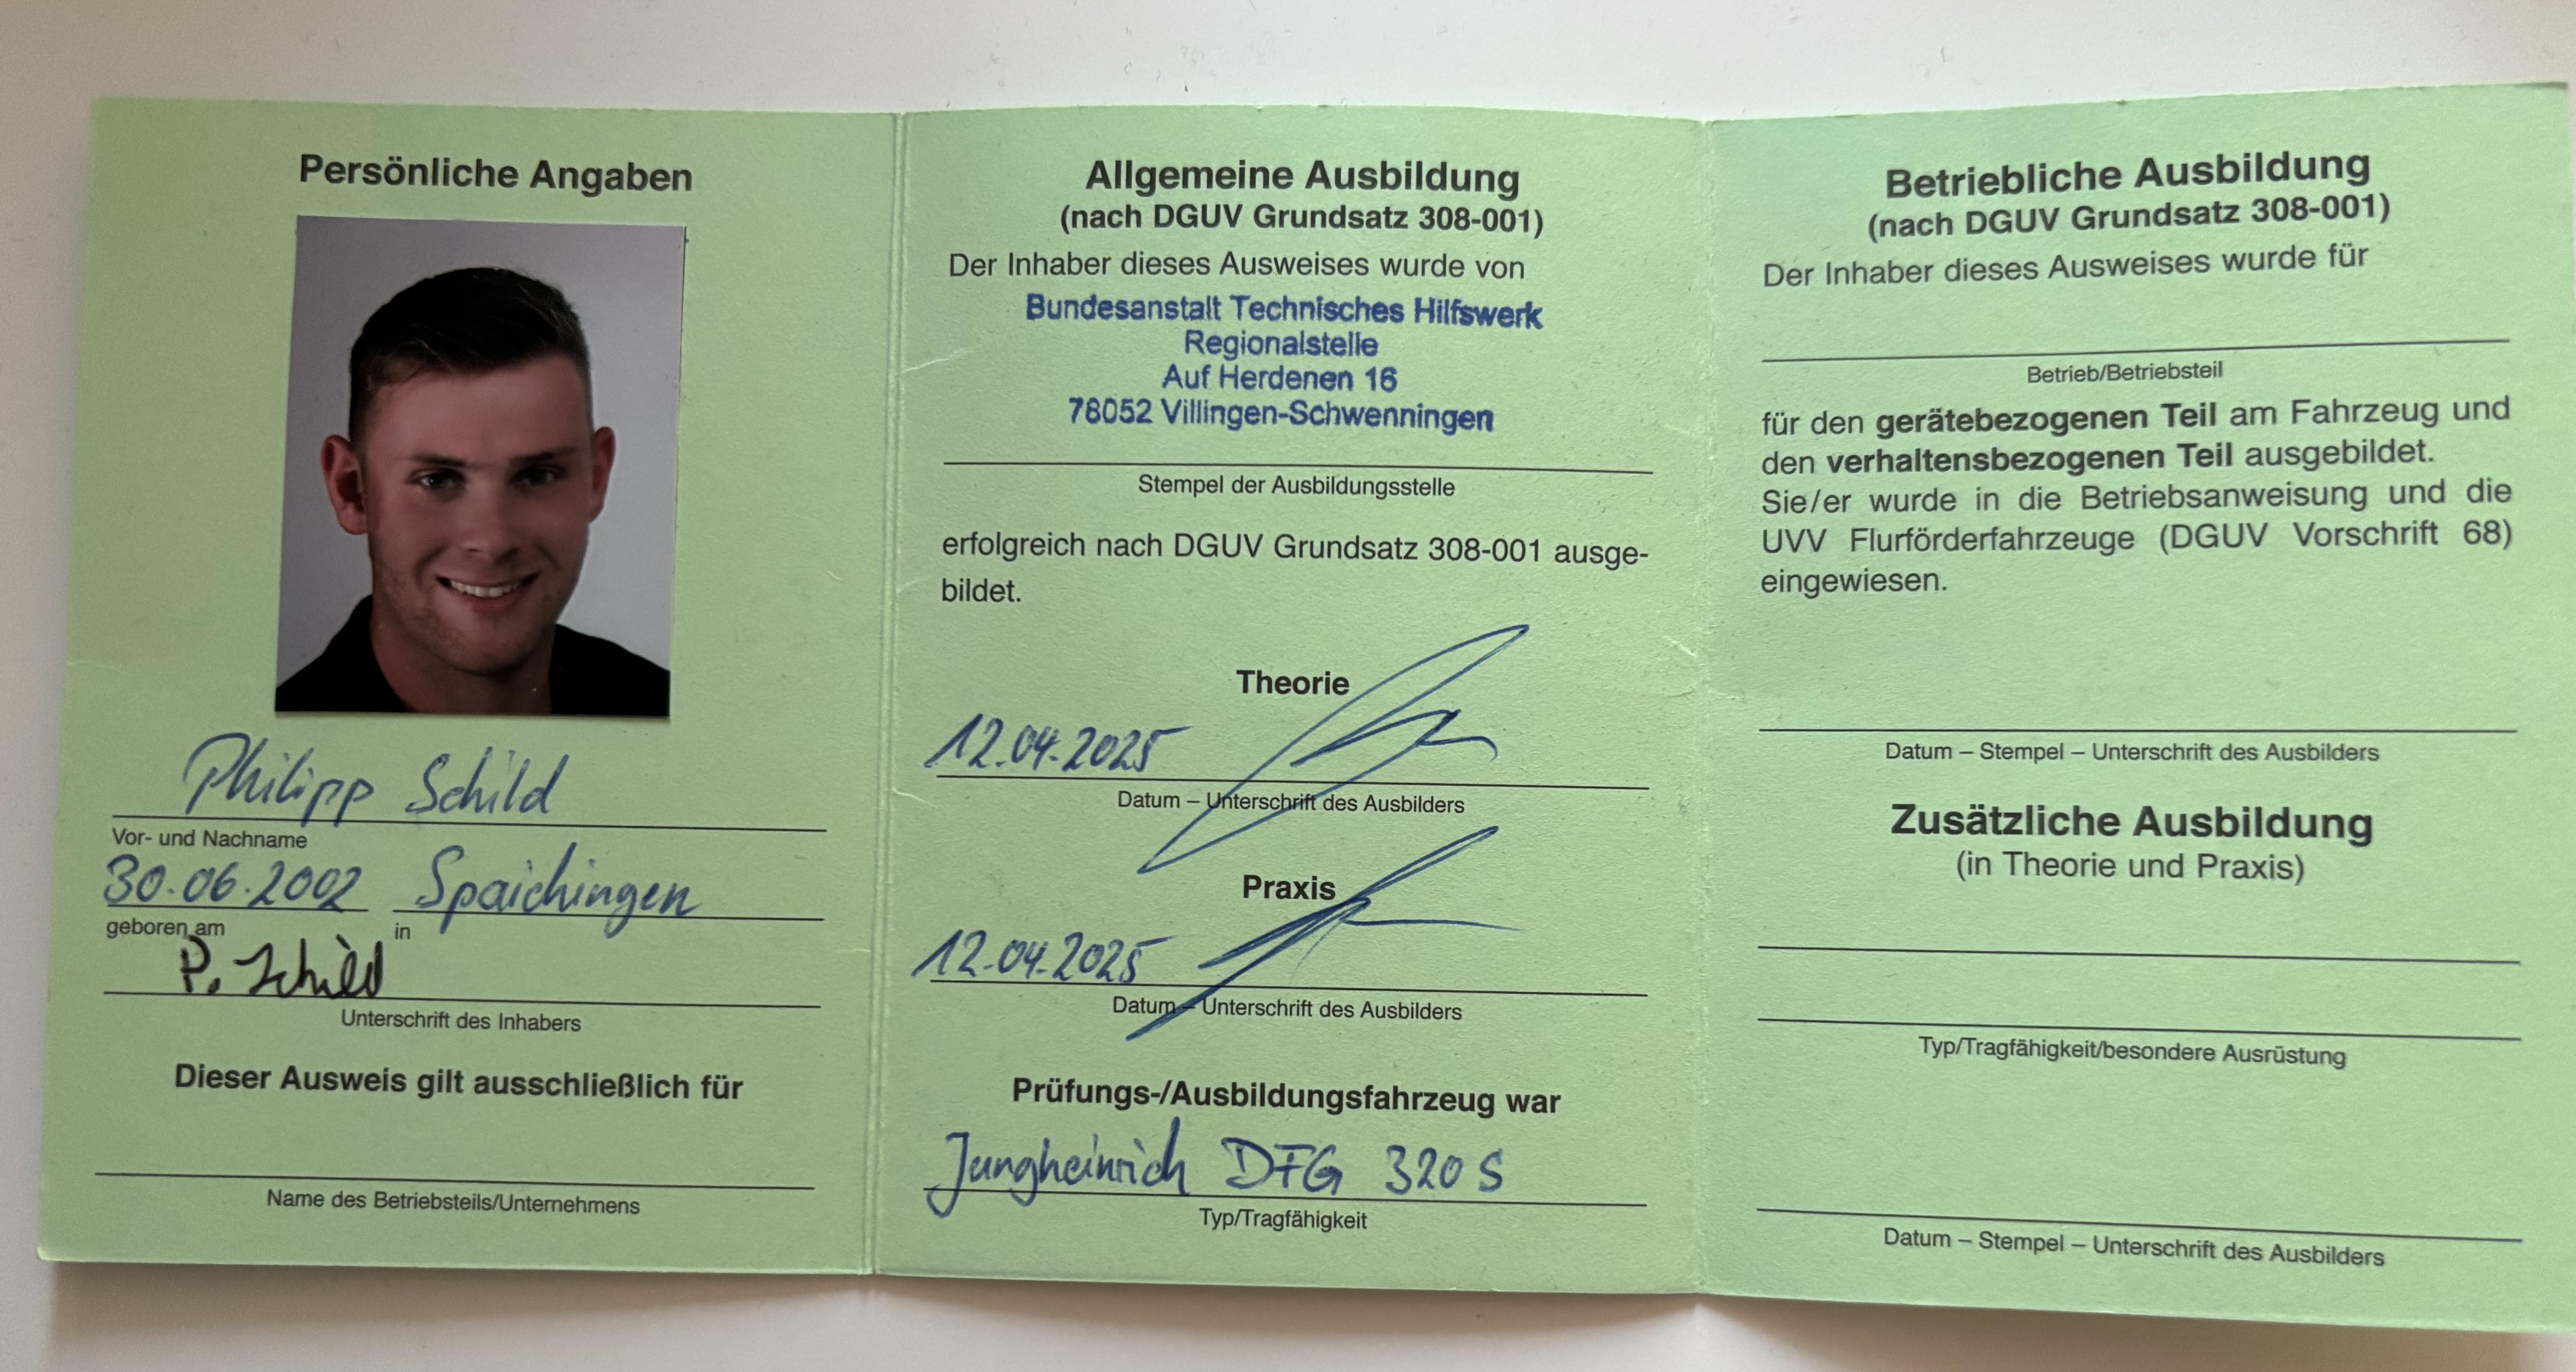 Persönliche Angaben
Philipp Schild
Vor- und Nachname
30.06.2002 Spaichingen
geboren am in
P. Schild
Unterschrift des Inhabers
Dieser Ausweis gilt ausschließlich für
Name des Betriebsteils/Unternehmens
Allgemeine Ausbildung
(nach DGUV Grundsatz 308-001)
Der Inhaber dieses Ausweises wurde von
Bundesanstalt Technisches Hilfswerk
Regionalstelle
Auf Herdenen 16
78052 Villingen-Schwenningen
Stempel der Ausbildungsstelle
erfolgreich nach DGUV Grundsatz 308-001 ausge-
bildet.
Theorie
12.04.2025
Datum – Unterschrift des Ausbilders
Praxis
12.04.2025
Datum – Unterschrift des Ausbilders
Prüfungs-/Ausbildungsfahrzeug war
Jungheinrich DFG 320 S
Typ/Tragfähigkeit
Betriebliche Ausbildung
(nach DGUV Grundsatz 308-001)
Der Inhaber dieses Ausweises wurde für
Betrieb/Betriebsteil
für den gerätebezogenen Teil am Fahrzeug und
den verhaltensbezogenen Teil ausgebildet.
Sie/er wurde in die Betriebsanweisung und die
UVV Flurförderfahrzeuge (DGUV Vorschrift 68)
eingewiesen.
Datum – Stempel – Unterschrift des Ausbilders
Zusätzliche Ausbildung
(in Theorie und Praxis)
Typ/Tragfähigkeit/besondere Ausrüstung
Datum – Stempel – Unterschrift des Ausbilders